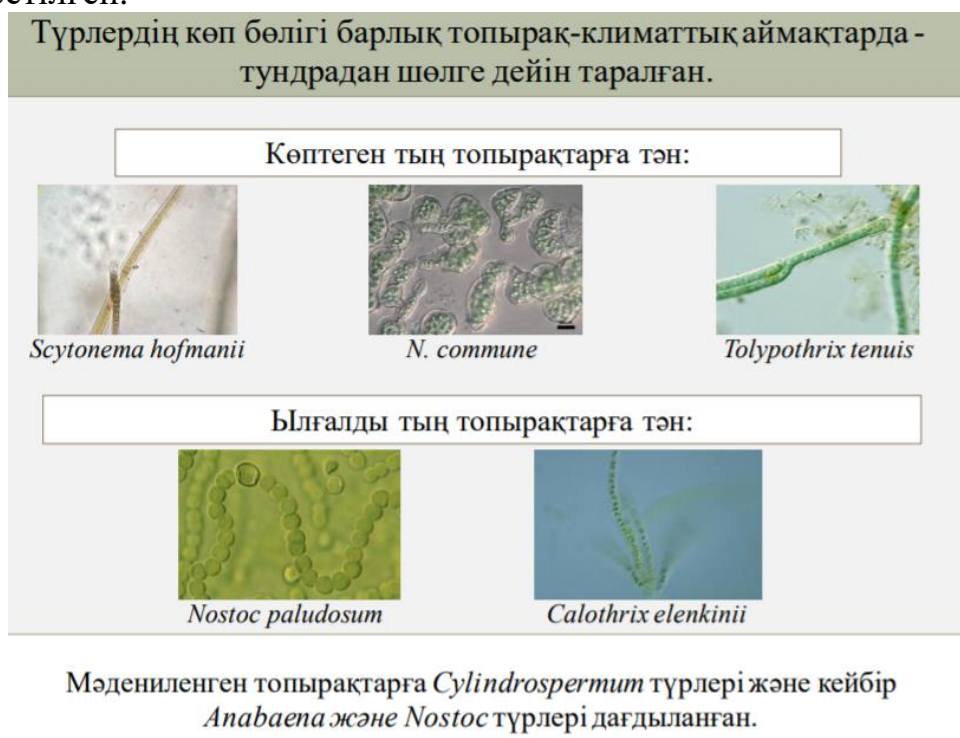 Түрлердің көп бөлігі барлық топырақ-климаттық аймақтарда -
тундрадан шөлге дейін таралған.
Көптеген тың топырақтарға тән:
Scytonema hofmanii
N. commune
Tolypothrix tenuis
Ылғалды тың топырақтарға тән:
Nostoc paludosum
Calothrix elenkinii
Мәдениленген топырақтарға Cylindrospermum түрлері және кейбір
Anabaena және Nostoc түрлері дағдыланған.